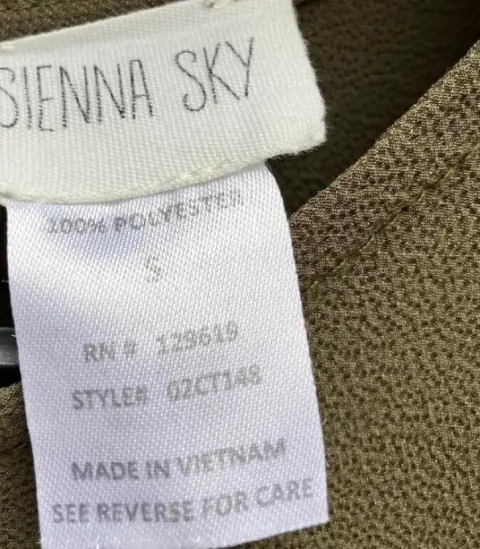 SIENNA SKY
100% POLYESTER
S
RN # 129619
STYLE# 02CT148
MADE IN VIETNAM
SEE REVERSE FOR CARE